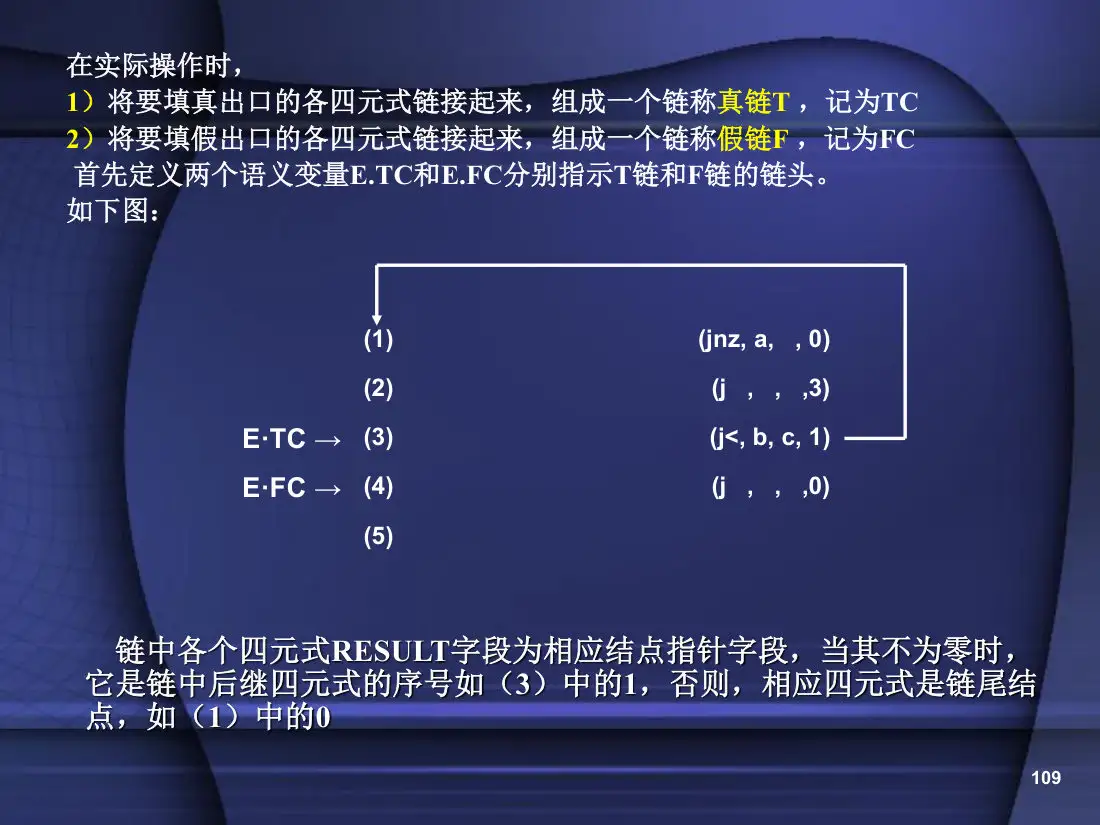 在实际操作时，
1）将要填真出口的各四元式链接起来，组成一个链称真链T ，记为TC
2）将要填假出口的各四元式链接起来，组成一个链称假链F ，记为FC
首先定义两个语义变量E.TC和E.FC分别指示T链和F链的链头。
如下图：
(1) (jnz, a, , 0)
(2) (j , , ,3)
E·TC → (3) (j<, b, c, 1)
E·FC → (4) (j , , ,0)
(5)
链中各个四元式RESULT字段为相应结点指针字段，当其不为零时，
它是链中后继四元式的序号如（3）中的1，否则，相应四元式是链尾结
点，如（1）中的0
109